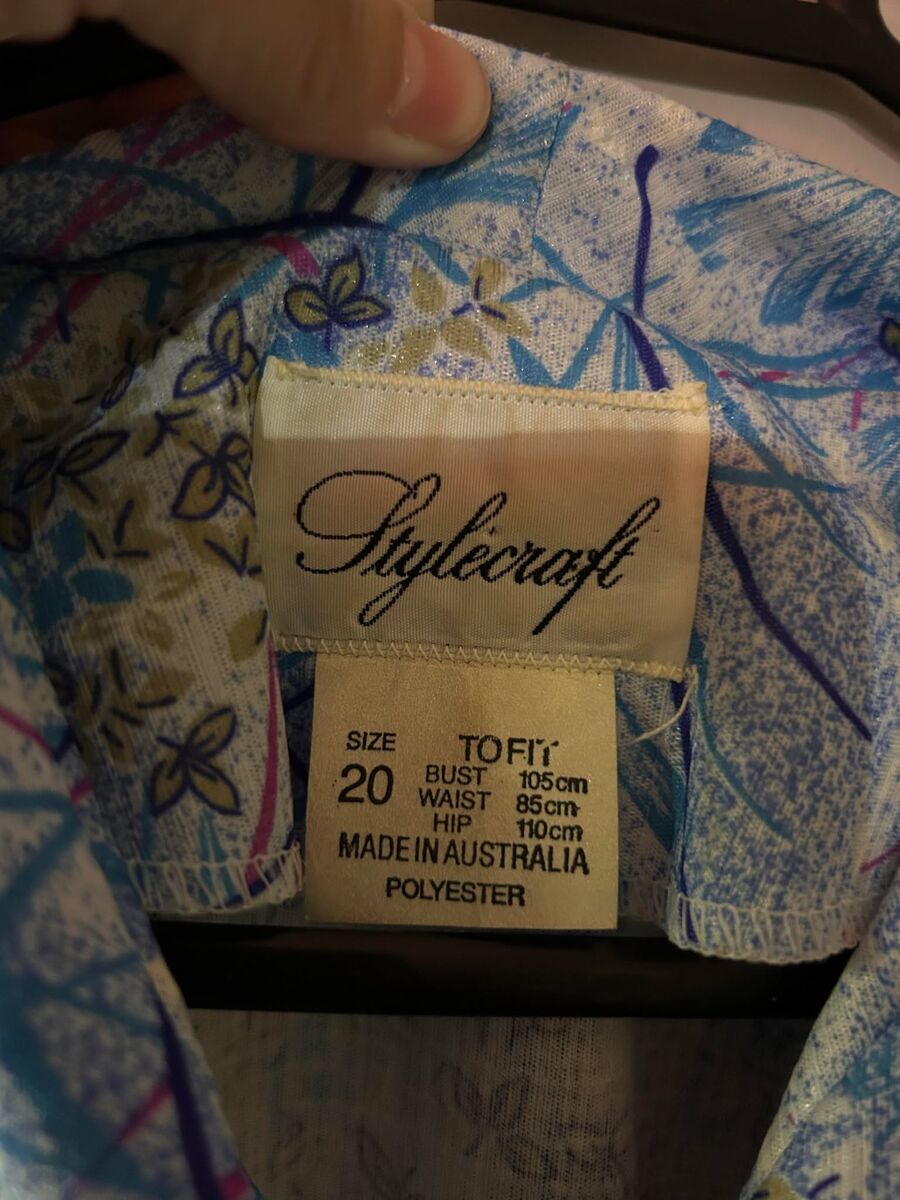 Stylecraft
SIZE
20
TO FIT
BUST 105cm
WAIST 85cm
HIP 110cm
MADE IN AUSTRALIA
POLYESTER